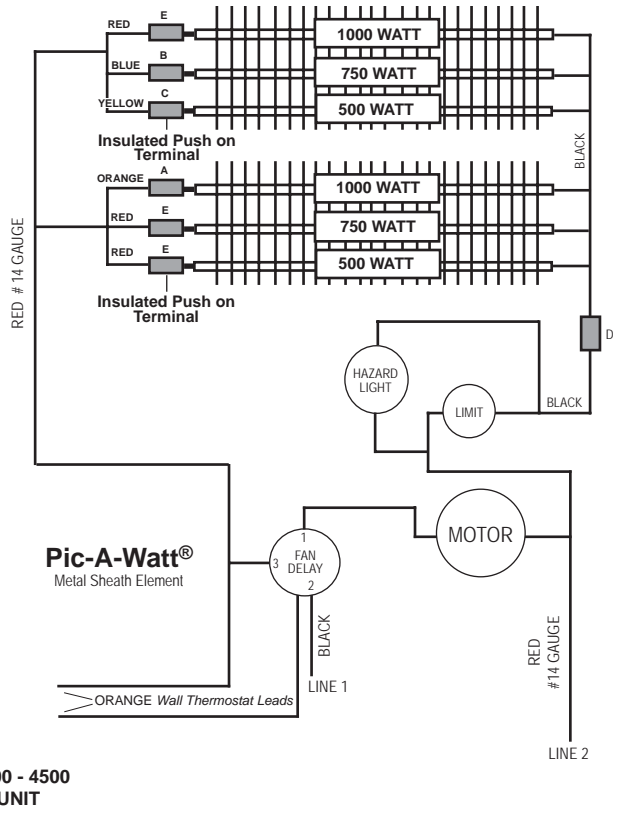 RED E 1000 WATT
BLUE B 750 WATT
YELLOW C 500 WATT
Insulated Push on
Terminal
BLACK
ORANGE A 1000 WATT
RED E 750 WATT
RED E 500 WATT
Insulated Push on
Terminal
RED # 14 GAUGE
D
HAZARD
LIGHT
LIMIT
BLACK
MOTOR
1
FAN
DELAY
3
2
Pic-A-Watt®
Metal Sheath Element
BLACK
RED
#14 GAUGE
LINE 1
ORANGE Wall Thermostat Leads
LINE 2
00 - 4500
UNIT